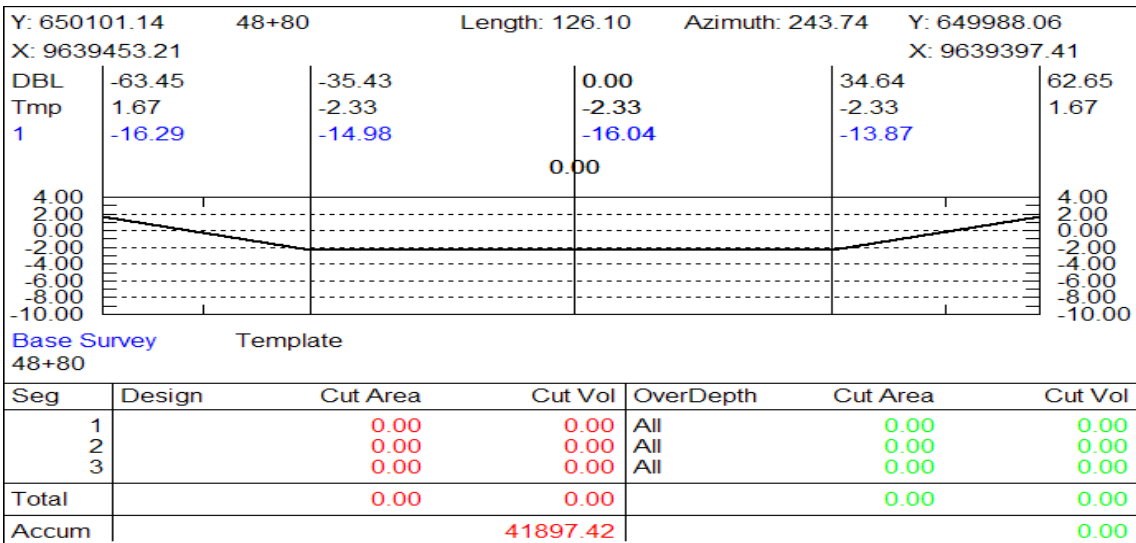 Y: 650101.14 48+80 Length: 126.10 Azimuth: 243.74 Y: 649988.06
X: 9639453.21 X: 9639397.41
DBL -63.45 -35.43 0.00 34.64 62.65
Tmp 1.67 -2.33 -2.33 -2.33 1.67
1 -16.29 -14.98 -16.04 -13.87
0.00
4.00 4.00
2.00 2.00
0.00 0.00
-2.00 -2.00
-4.00 -4.00
-6.00 -6.00
-8.00 -8.00
-10.00 -10.00
Base Survey Template
48+80
Seg Design Cut Area Cut Vol OverDepth Cut Area Cut Vol
1 0.00 0.00 All 0.00 0.00
2 0.00 0.00 All 0.00 0.00
3 0.00 0.00 All 0.00 0.00
Total 0.00 0.00 0.00 0.00
Accum 41897.42 0.00